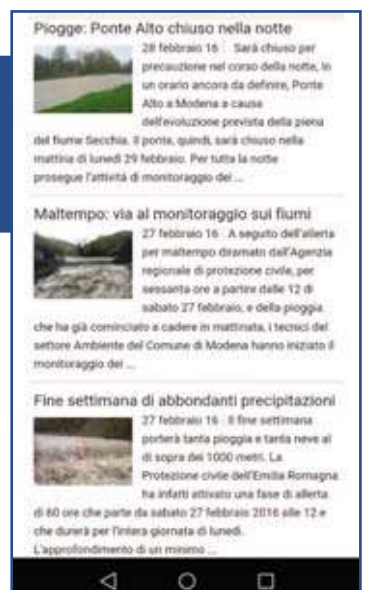 Piogge: Ponte Alto chiuso nella notte
28 febbraio 16 Sarà chiuso per
precauzione nel corso della notte, in
un orario ancora da definire, Ponte
Alto a Modena a causa
dell'evoluzione prevista della piena
del fiume Secchia. Il ponte, quindi, sarà chiuso nella
mattina di lunedì 29 febbraio. Per tutta la notte
prosegue l'attività di monitoraggio dei ...
Maltempo: via al monitoraggio sui fiumi
27 febbraio 16 A seguito dell'allerta
per maltempo diramato dall'Agenzia
regionale di protezione civile, per
sessanta ore a partire dalle 12 di
sabato 27 febbraio, e della pioggia
che ha già cominciato a cadere in mattinata, i tecnici del
settore Ambiente del Comune di Modena hanno iniziato il
monitoraggio dei ...
Fine settimana di abbondanti precipitazioni
27 febbraio 16 Il fine settimana
porterà tanta pioggia e tanta neve al
di sopra dei 1000 metri. La
Protezione civile dell'Emilia Romagna
ha infatti attivato una fase di allerta
di 60 ore che parte da sabato 27 febbraio 2016 alle 12 e
che durerà per l'intera giornata di lunedì.
L'approfondimento di un minimo ...